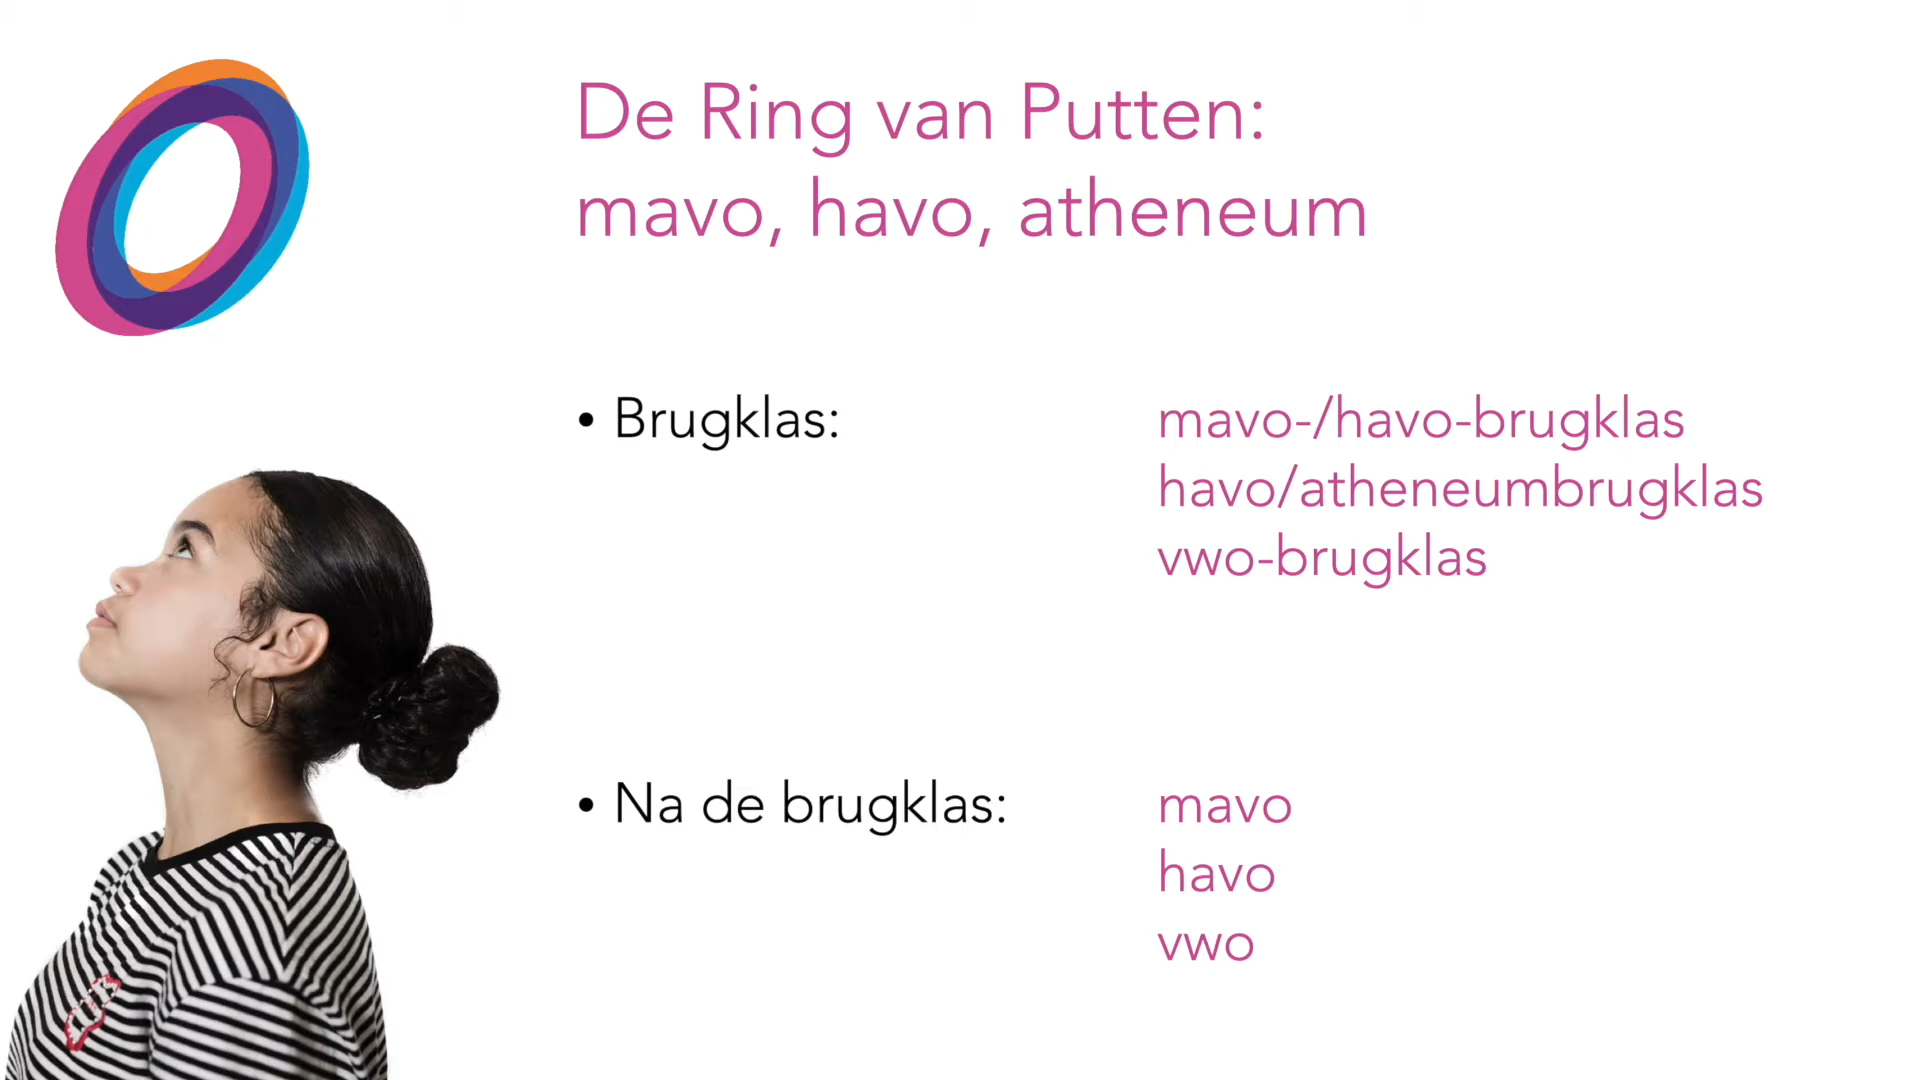 De Ring van Putten:
mavo, havo, atheneum
• Brugklas:
mavo-/havo-brugklas
havo/atheneumbrugklas
vwo-brugklas
• Na de brugklas:
mavo
havo
vwo